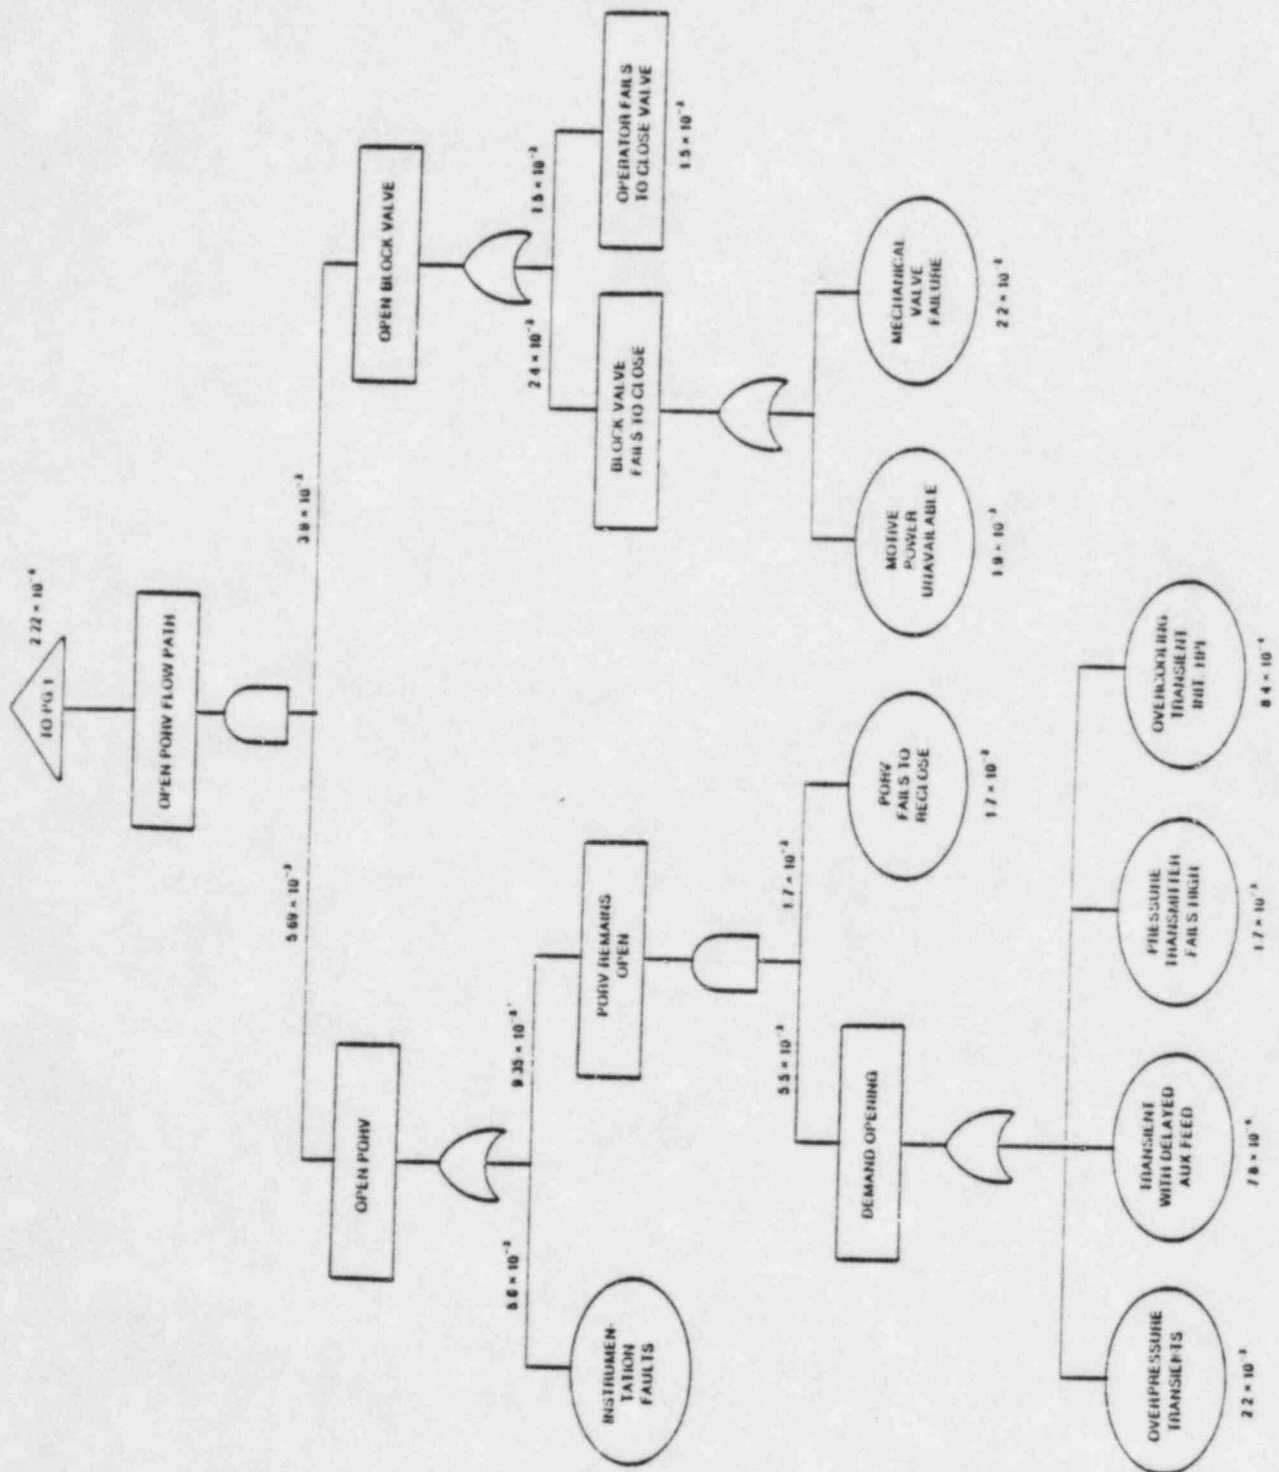 TO PG 1
2 22 × 10⁻⁴
OPEN PORV FLOW PATH
5 69 × 10⁻³
3 8 × 10⁻²
OPEN PORV
OPEN BLOCK VALVE
5 6 × 10⁻³
9 35 × 10⁻⁵
2 4 × 10⁻²
1 5 × 10⁻²
INSTRUMEN-
TATION
FAULTS
PORV REMAINS
OPEN
BLOCK VALVE
FAILS TO CLOSE
OPERATOR FAILS
TO CLOSE VALVE
1 5 × 10⁻²
5 5 × 10⁻³
1 7 × 10⁻²
DEMAND OPENING
PORV
FAILS TO
RECLOSE
1 7 × 10⁻²
MOTIVE
POWER
UNAVAILABLE
1 9 × 10⁻³
MECHANICAL
VALVE
FAILURE
2 2 × 10⁻²
OVERPRESSURE
TRANSIENTS
2 2 × 10⁻³
TRANSIENT
WITH DELAYED
AUX FEED
7 8 × 10⁻⁴
PRESSURE
TRANSMITTER
FAILS HIGH
1 7 × 10⁻³
OVERCOOLING
TRANSIENT
INIT HPI
8 4 × 10⁻⁴